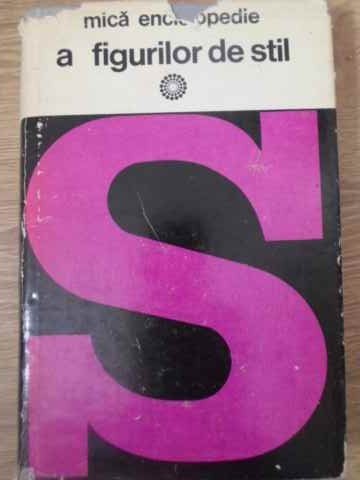 mică enciclopedie
a figurilor de stil
S